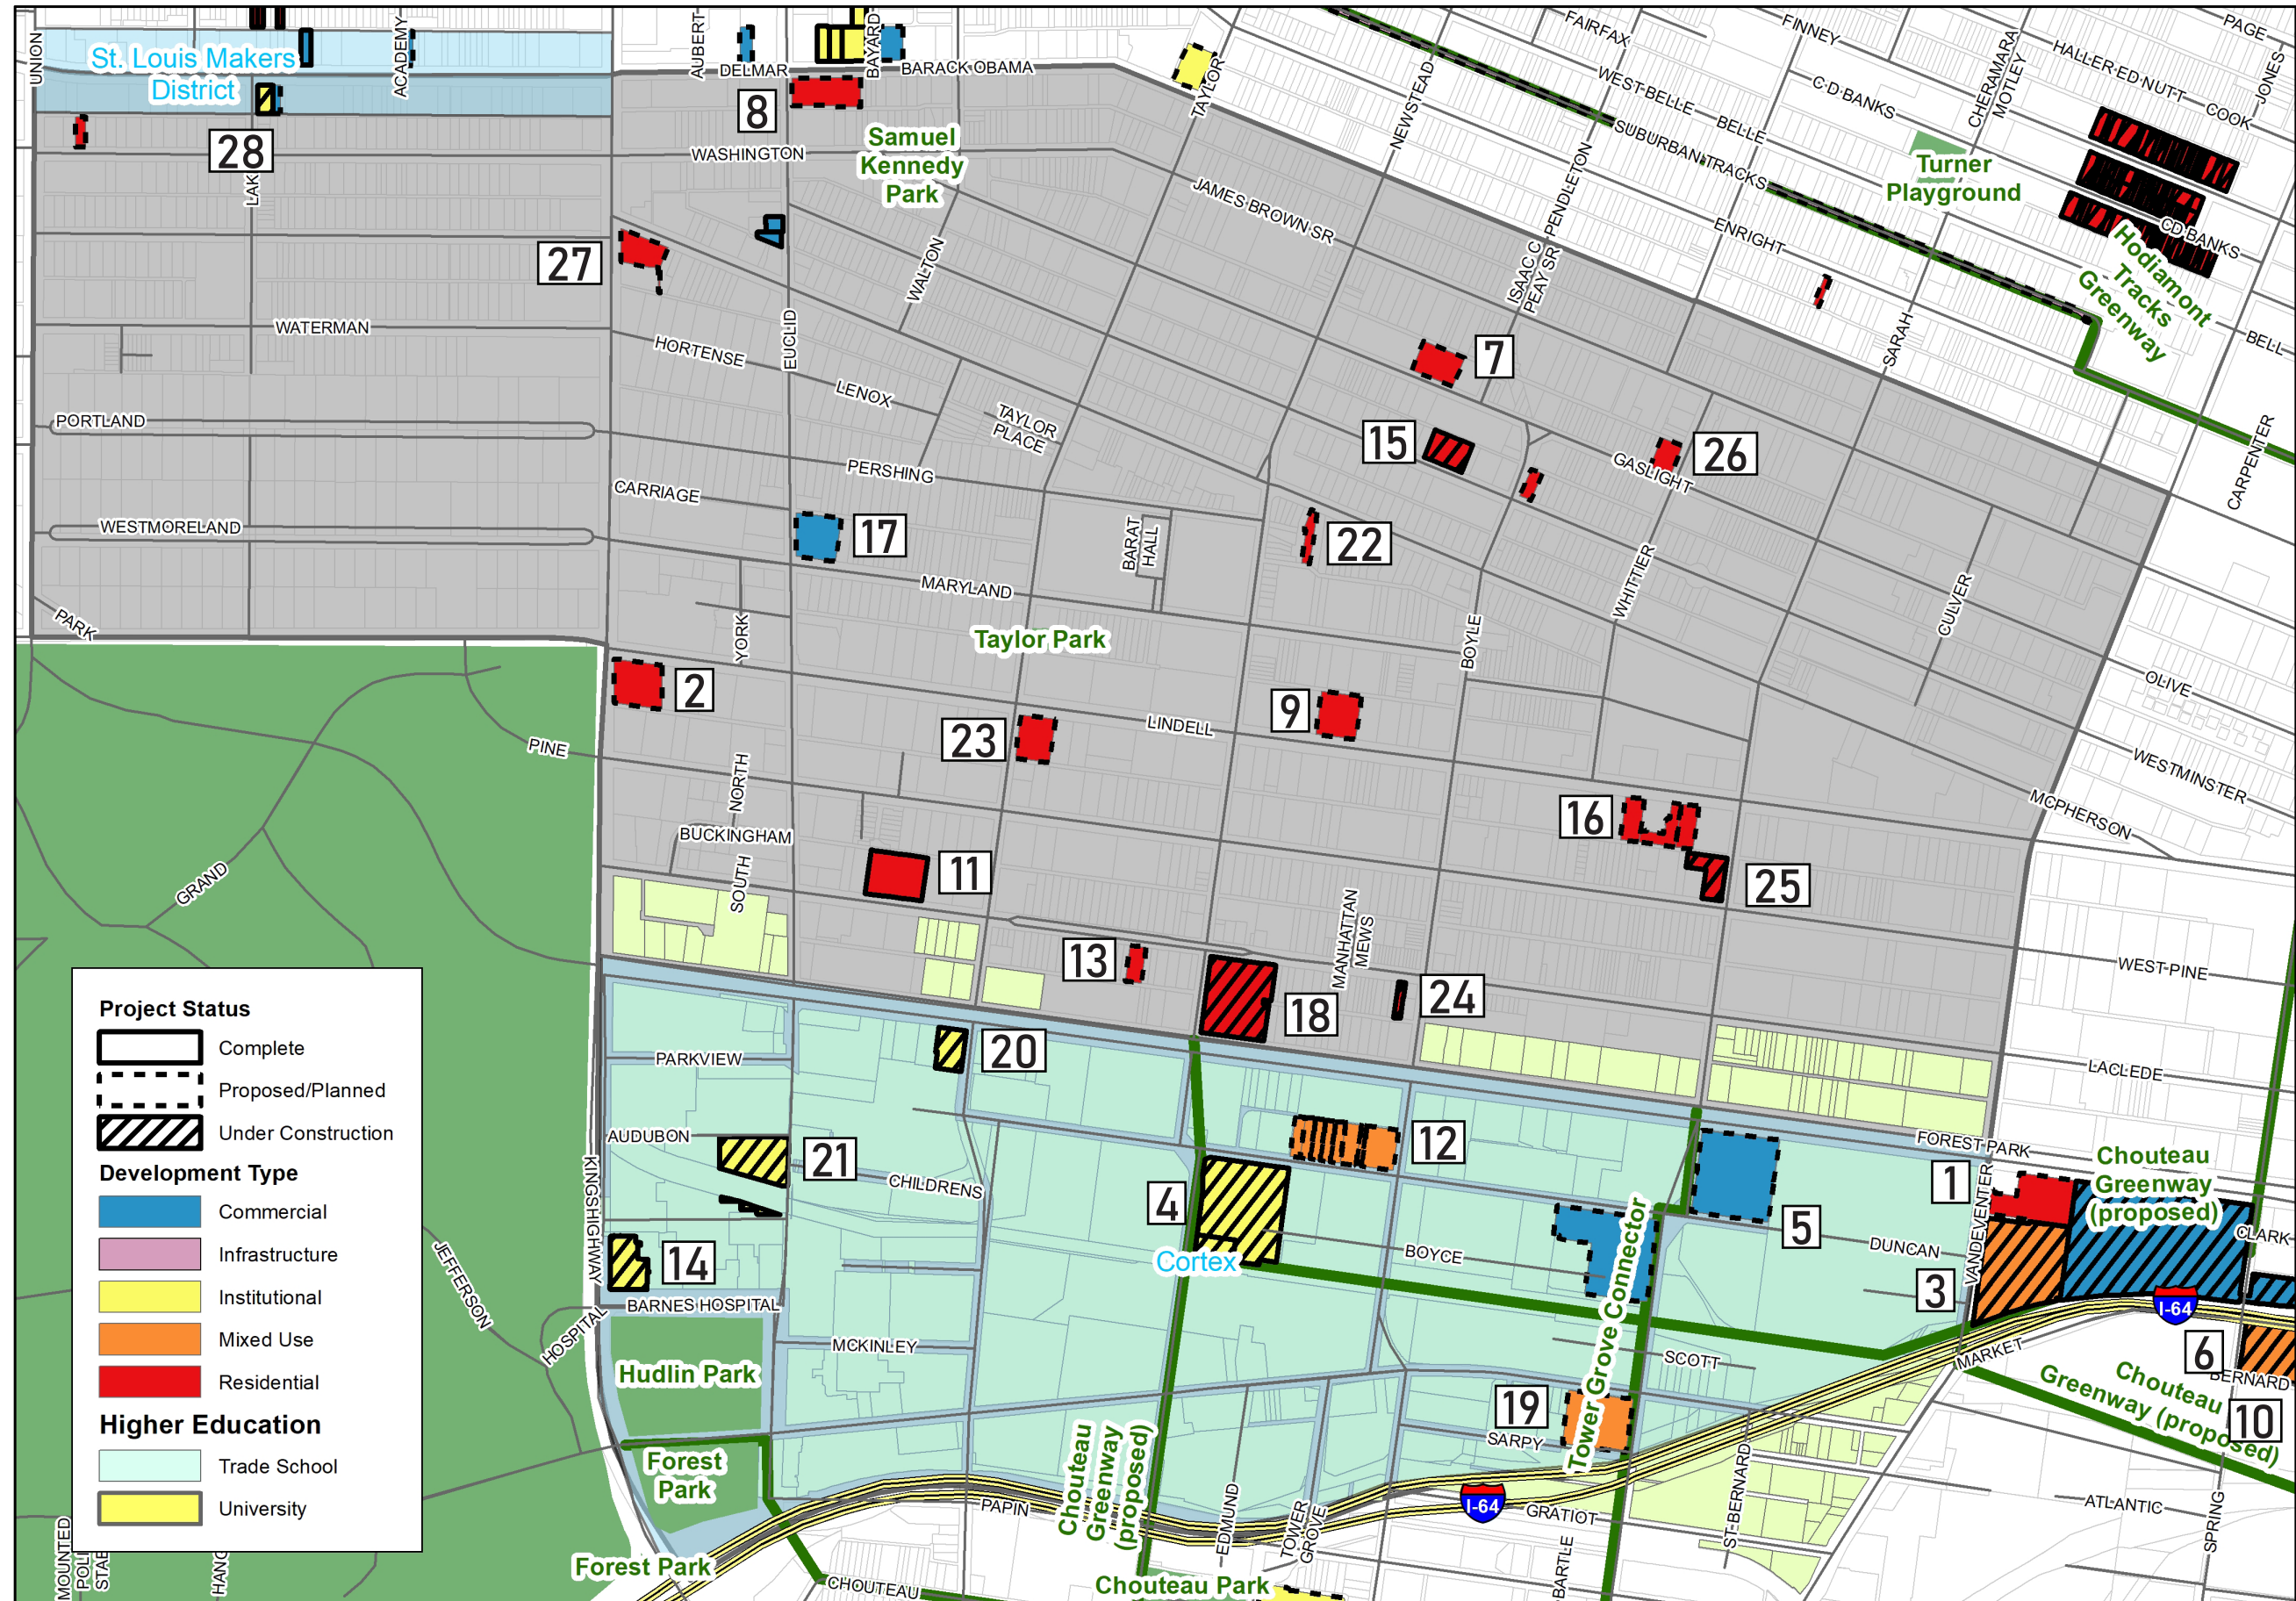 UNION
St. Louis Makers
District
ACADEMY
AUBERT
DELMAR
BAYARD
BARACK OBAMA
TAYLOR
NEWSTEAD
FAIRFAX
WEST BELLE
BELLE
SUBURBAN TRACKS
FINNEY
C D BANKS
CHERAMARA
MOTLEY
HALLER ED NUTT
COOK
PAGE
JONES
Turner
Playground
CD BANKS
Hodiamont
Tracks
Greenway
BELL
ENRIGHT
SARAH
CARPENTER
28
LAKE
8
WASHINGTON
Samuel
Kennedy
Park
JAMES BROWN SR
PENDLETON
ISAAC C
PEAY SR
27
WALTON
WATERMAN
HORTENSE
EUCLID
LENOX
TAYLOR
PLACE
7
15
26
GASLIGHT
PORTLAND
PERSHING
CARRIAGE
WESTMORELAND
17
BARAT
HALL
22
MARYLAND
WHITTIER
CULVER
PARK
YORK
Taylor Park
BOYLE
OLIVE
2
9
23
LINDELL
PINE
NORTH
WESTMINSTER
MCPHERSON
BUCKINGHAM
16
GRAND
SOUTH
11
25
MANHATTAN
MEWS
13
18
24
WEST PINE
LACLEDE
20
PARKVIEW
AUDUBON
21
CHILDRENS
12
4
Cortex
BOYCE
Tower Grove Connector
5
DUNCAN
FOREST PARK
1
VANDEVENTER
Chouteau
Greenway
(proposed)
CLARK
3
I-64
KINGSHIGHWAY
14
BARNES HOSPITAL
JEFFERSON
HOSPITAL
Hudlin Park
MCKINLEY
SCOTT
MARKET
6
BERNARD
Chouteau
Greenway (proposed)
10
19
SARPY
Forest
Park
Chouteau
Greenway
(proposed)
PAPIN
EDMUND
TOWER
GROVE
I-64
GRATIOT
ST BERNARD
ATLANTIC
SPRING
Forest Park
CHOUTEAU
Chouteau Park
BARTLE
MOUNTED
POLI
STAB
HANG
Project Status
Complete
Proposed/Planned
Under Construction
Development Type
Commercial
Infrastructure
Institutional
Mixed Use
Residential
Higher Education
Trade School
University